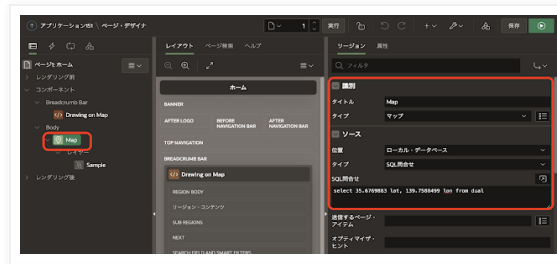 アプリケーション151 \ ページ・デザイナ
1
実行
保存
ページ1: ホーム
レンダリング前
コンポーネント
Breadcrumb Bar
Drawing on Map
Body
Map
レイヤー
Sample
レンダリング後
レイアウト ページ検索 ヘルプ
ホーム
BANNER
AFTER LOGO
BEFORE NAVIGATION BAR
AFTER NAVIGATION BAR
TOP NAVIGATION
BREADCRUMB BAR
Drawing on Map
REGION BODY
リージョン・コンテンツ
SUB REGIONS
NEXT
SEARCH FIELD AND SMART FILTERS
リージョン 属性
フィルタ
識別
タイトル Map
タイプ マップ
ソース
位置 ローカル・データベース
タイプ SQL問合せ
SQL問合せ
select 35.6769883 lat, 139.7588499 lon from dual
送信するページ・
アイテム
オプティマイザ・
ヒント